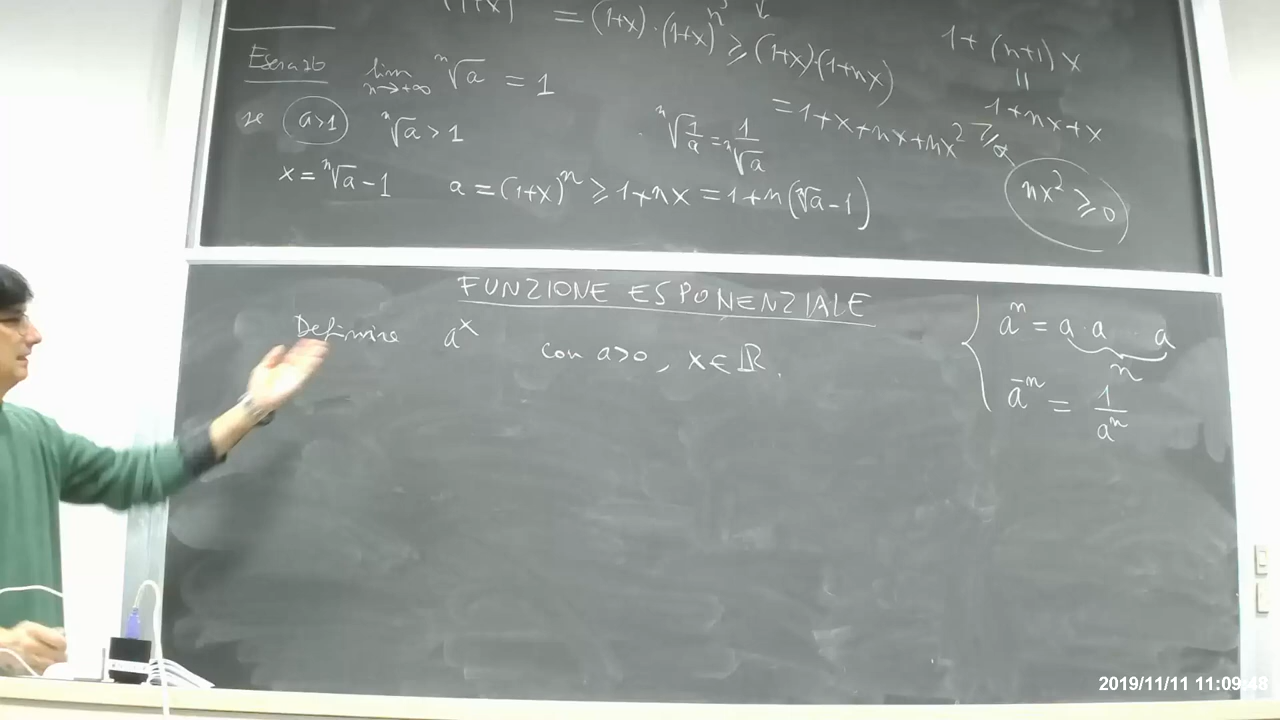 (1+x) = (1+x)·(1+x)^n ≥ (1+x)·(1+nx)
1 + (n+1)x
= 1+x+nx+nx² ≥ 1+nx+x
nx² ≥ 0
Esercizio lim n→+∞ ⁿ√a = 1
se a>1 ⁿ√a > 1
ⁿ√(1/a) = 1/ⁿ√a
x = ⁿ√a - 1 a = (1+x)^n ≥ 1+nx = 1+n(ⁿ√a - 1)
FUNZIONE ESPONENZIALE
Definire a^x con a>0, x∈ℝ.
a^n = a·a · a
n
a^-n = 1/a^n
2019/11/11 11:09:48